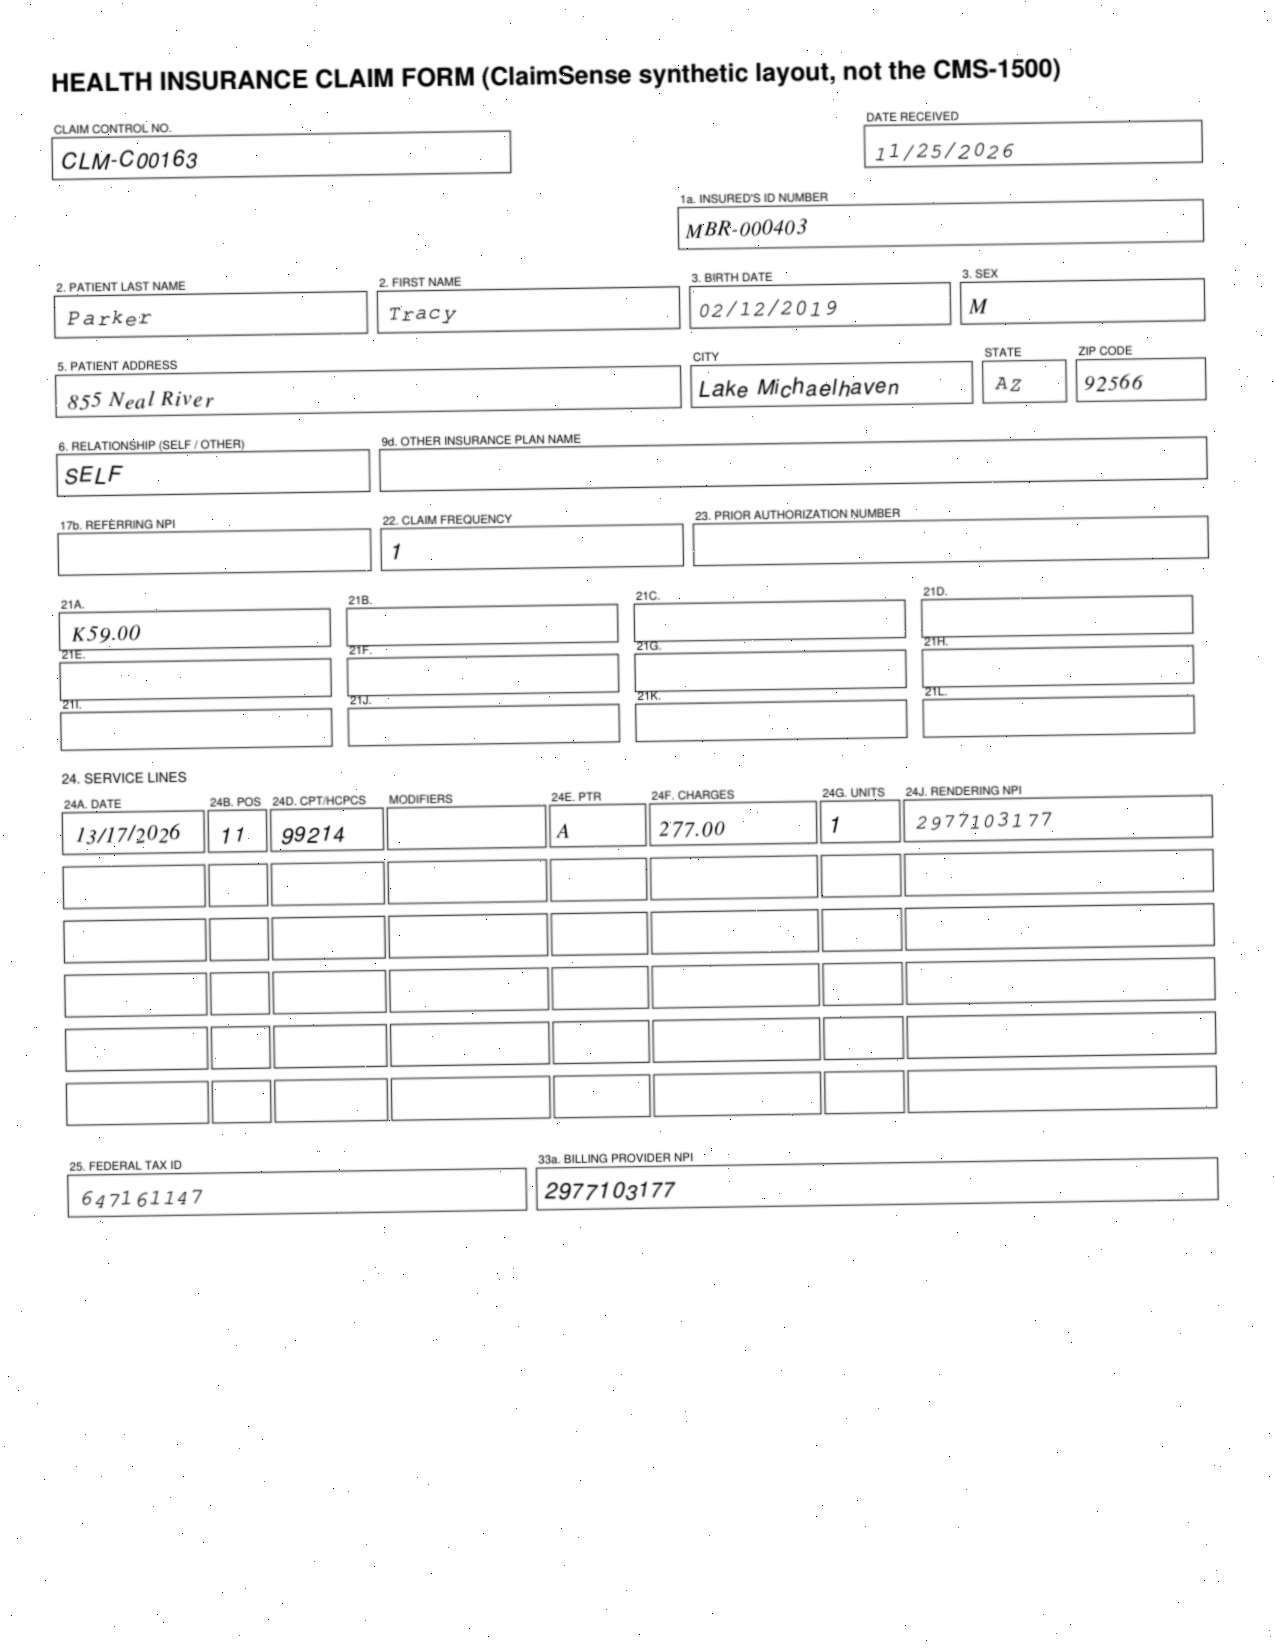 HEALTH INSURANCE CLAIM FORM (ClaimSense synthetic layout, not the CMS-1500)
CLAIM CONTROL NO.
CLM-C00163
DATE RECEIVED
11/25/2026
1a. INSURED'S ID NUMBER
MBR-000403
2. PATIENT LAST NAME
Parker
2. FIRST NAME
Tracy
3. BIRTH DATE
02/12/2019
3. SEX
M
5. PATIENT ADDRESS
855 Neal River
CITY
Lake Michaelhaven
STATE
AZ
ZIP CODE
92566
6. RELATIONSHIP (SELF / OTHER)
SELF
9d. OTHER INSURANCE PLAN NAME
17b. REFERRING NPI
22. CLAIM FREQUENCY
1
23. PRIOR AUTHORIZATION NUMBER
21A.
K59.00
21B.
21C.
21D.
21E.
21F.
21G.
21H.
21I.
21J.
21K.
21L.
24. SERVICE LINES
24A. DATE 24B. POS 24D. CPT/HCPCS MODIFIERS 24E. PTR 24F. CHARGES 24G. UNITS 24J. RENDERING NPI
13/17/2026 11 99214 A 277.00 1 2977103177
25. FEDERAL TAX ID
647161147
33a. BILLING PROVIDER NPI
2977103177